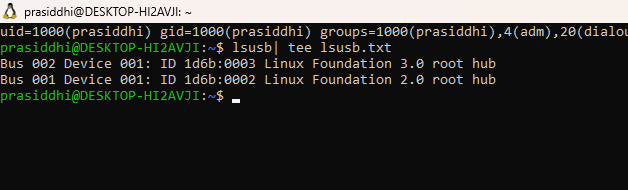 prasiddhi@DESKTOP-HI2AVJI: ~
uid=1000(prasiddhi) gid=1000(prasiddhi) groups=1000(prasiddhi),4(adm),20(dialou
prasiddhi@DESKTOP-HI2AVJI:~$ lsusb| tee lsusb.txt
Bus 002 Device 001: ID 1d6b:0003 Linux Foundation 3.0 root hub
Bus 001 Device 001: ID 1d6b:0002 Linux Foundation 2.0 root hub
prasiddhi@DESKTOP-HI2AVJI:~$